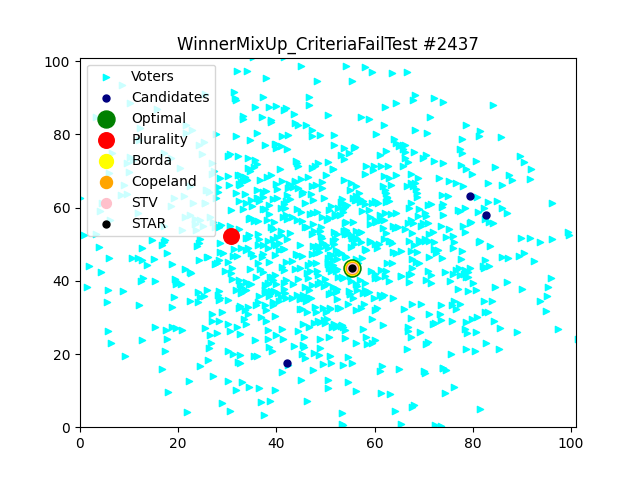 WinnerMixUp_CriteriaFailTest #2437
100
80
60
40
20
0
Voters
Candidates
Optimal
Plurality
Borda
Copeland
STV
STAR
0 20 40 60 80 100